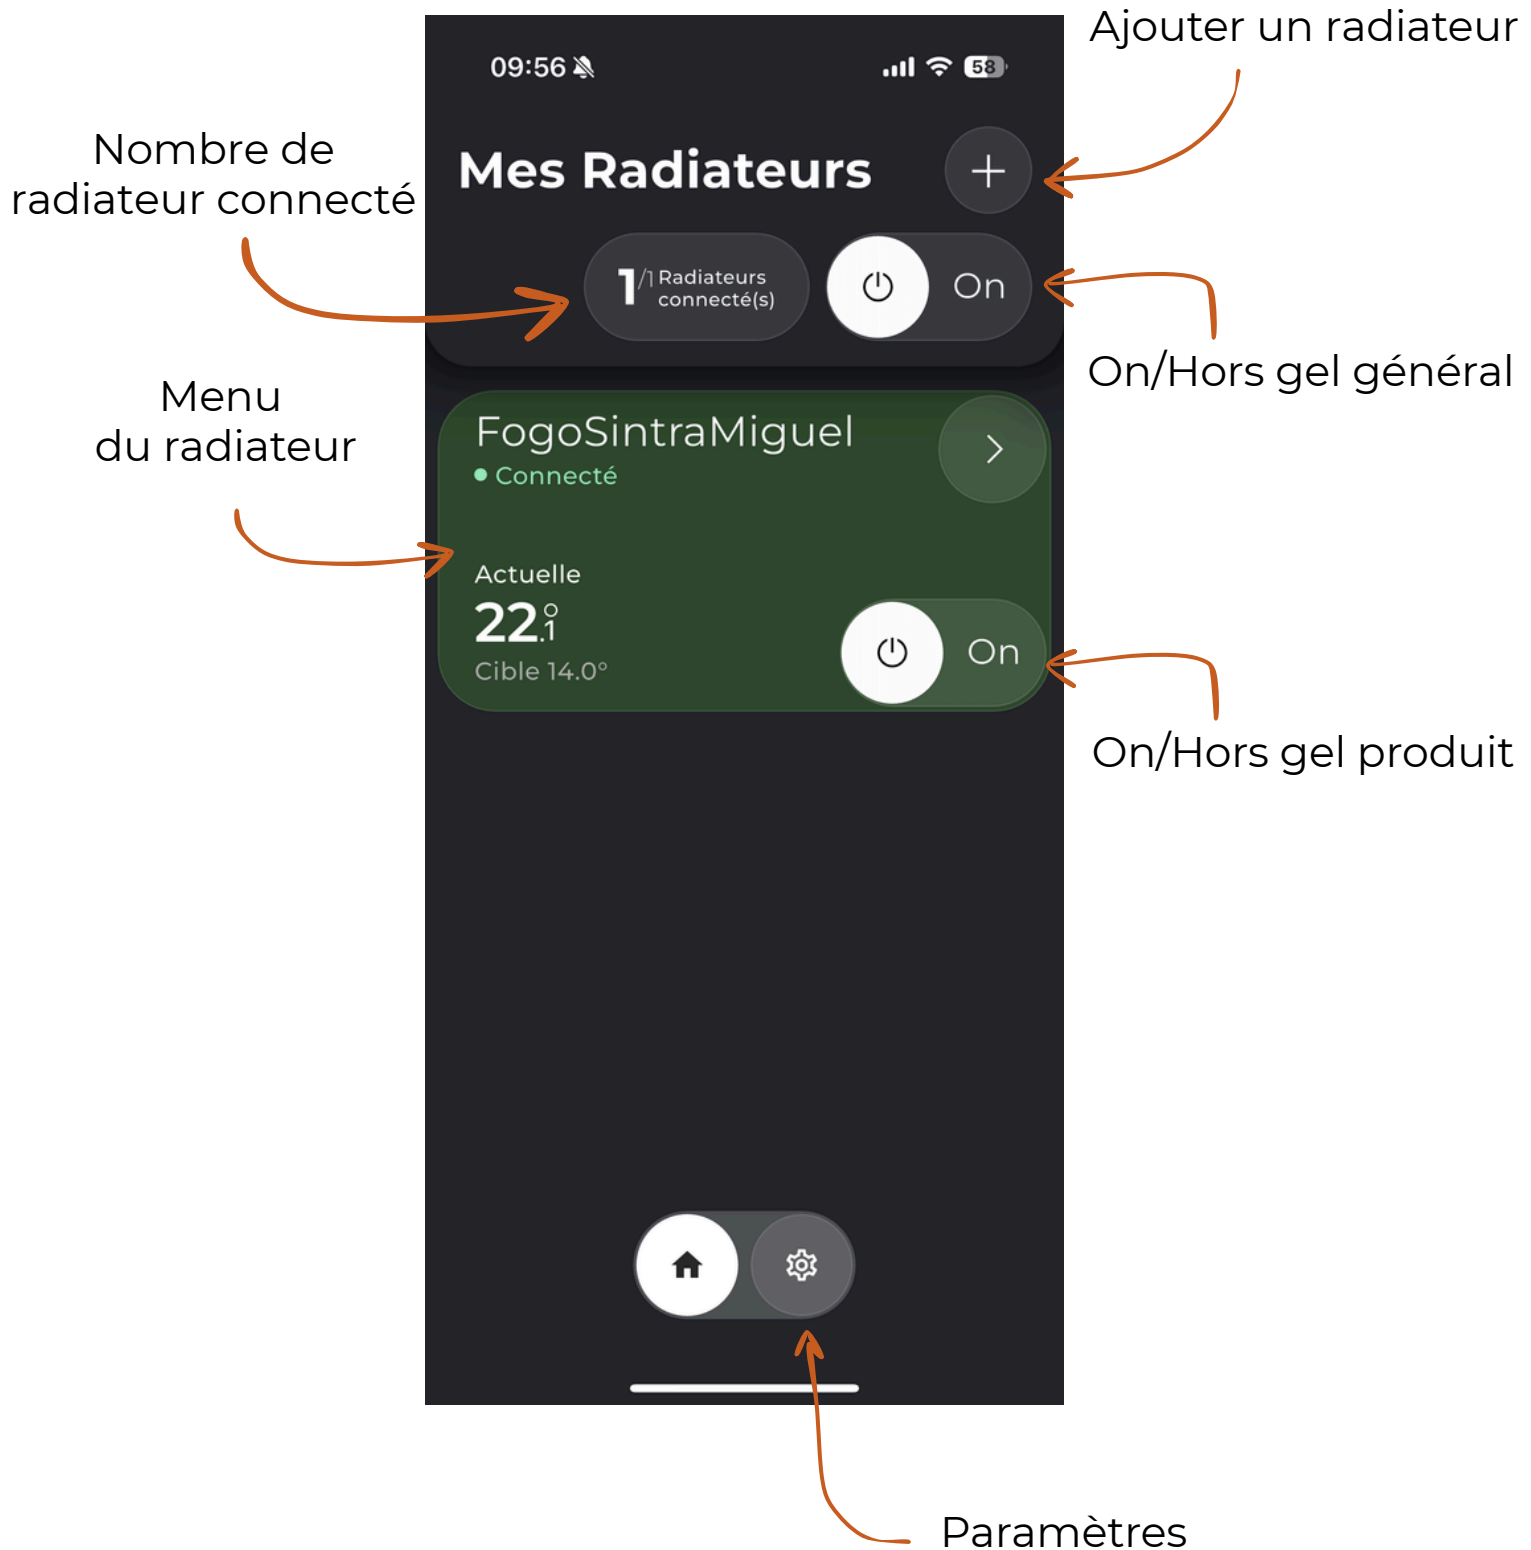 Ajouter un radiateur
09:56
58
Nombre de
radiateur connecté
Mes Radiateurs
1/1 Radiateurs
connecté(s)
On
On/Hors gel général
Menu
du radiateur
FogoSintraMiguel
Connecté
Actuelle
22.1°
Cible 14.0°
On
On/Hors gel produit
Paramètres